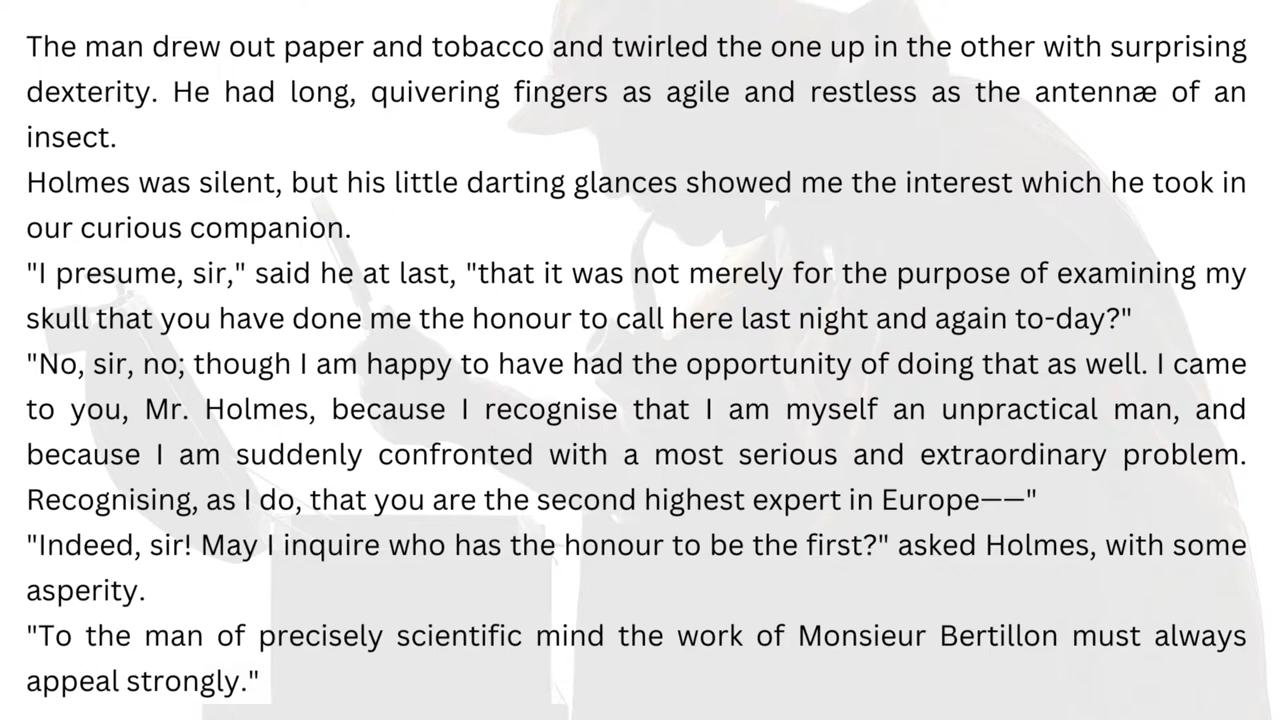 The man drew out paper and tobacco and twirled the one up in the other with surprising
dexterity. He had long, quivering fingers as agile and restless as the antennæ of an
insect.
Holmes was silent, but his little darting glances showed me the interest which he took in
our curious companion.
"I presume, sir," said he at last, "that it was not merely for the purpose of examining my
skull that you have done me the honour to call here last night and again to-day?"
"No, sir, no; though I am happy to have had the opportunity of doing that as well. I came
to you, Mr. Holmes, because I recognise that I am myself an unpractical man, and
because I am suddenly confronted with a most serious and extraordinary problem.
Recognising, as I do, that you are the second highest expert in Europe——"
"Indeed, sir! May I inquire who has the honour to be the first?" asked Holmes, with some
asperity.
"To the man of precisely scientific mind the work of Monsieur Bertillon must always
appeal strongly."